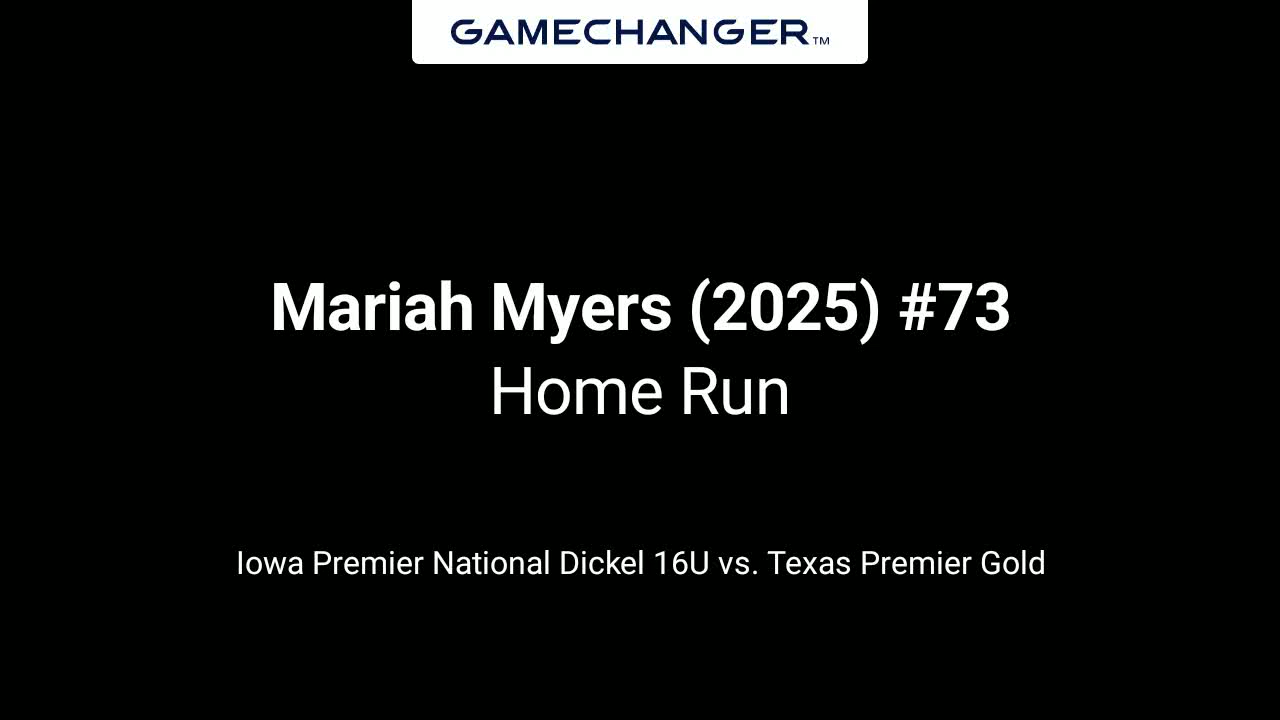 GAMECHANGER™
Mariah Myers (2025) #73
Home Run
Iowa Premier National Dickel 16U vs. Texas Premier Gold